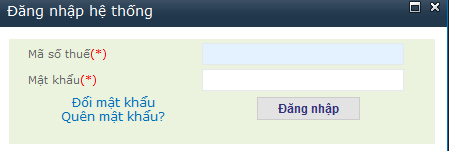 Đăng nhập hệ thống
Mã số thuế(*)
Mật khẩu(*)
Đổi mật khẩu
Quên mật khẩu?
Đăng nhập